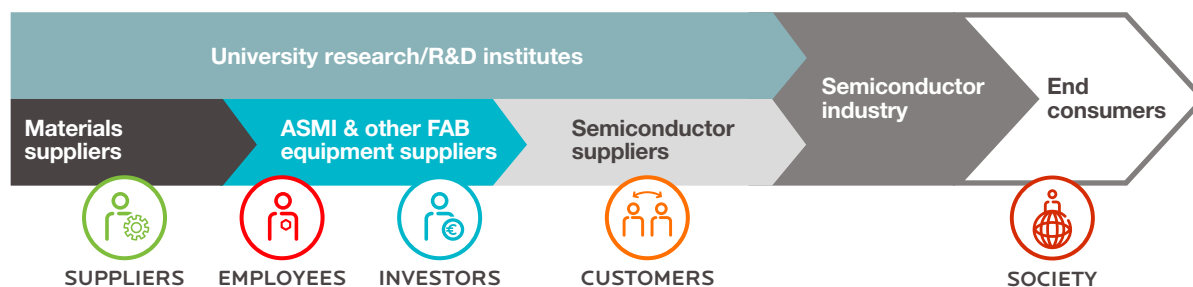 University research/R&D institutes
Materials
suppliers
ASMI & other FAB
equipment suppliers
Semiconductor
suppliers
Semiconductor
industry
End
consumers
€
SUPPLIERS
EMPLOYEES
INVESTORS
CUSTOMERS
SOCIETY